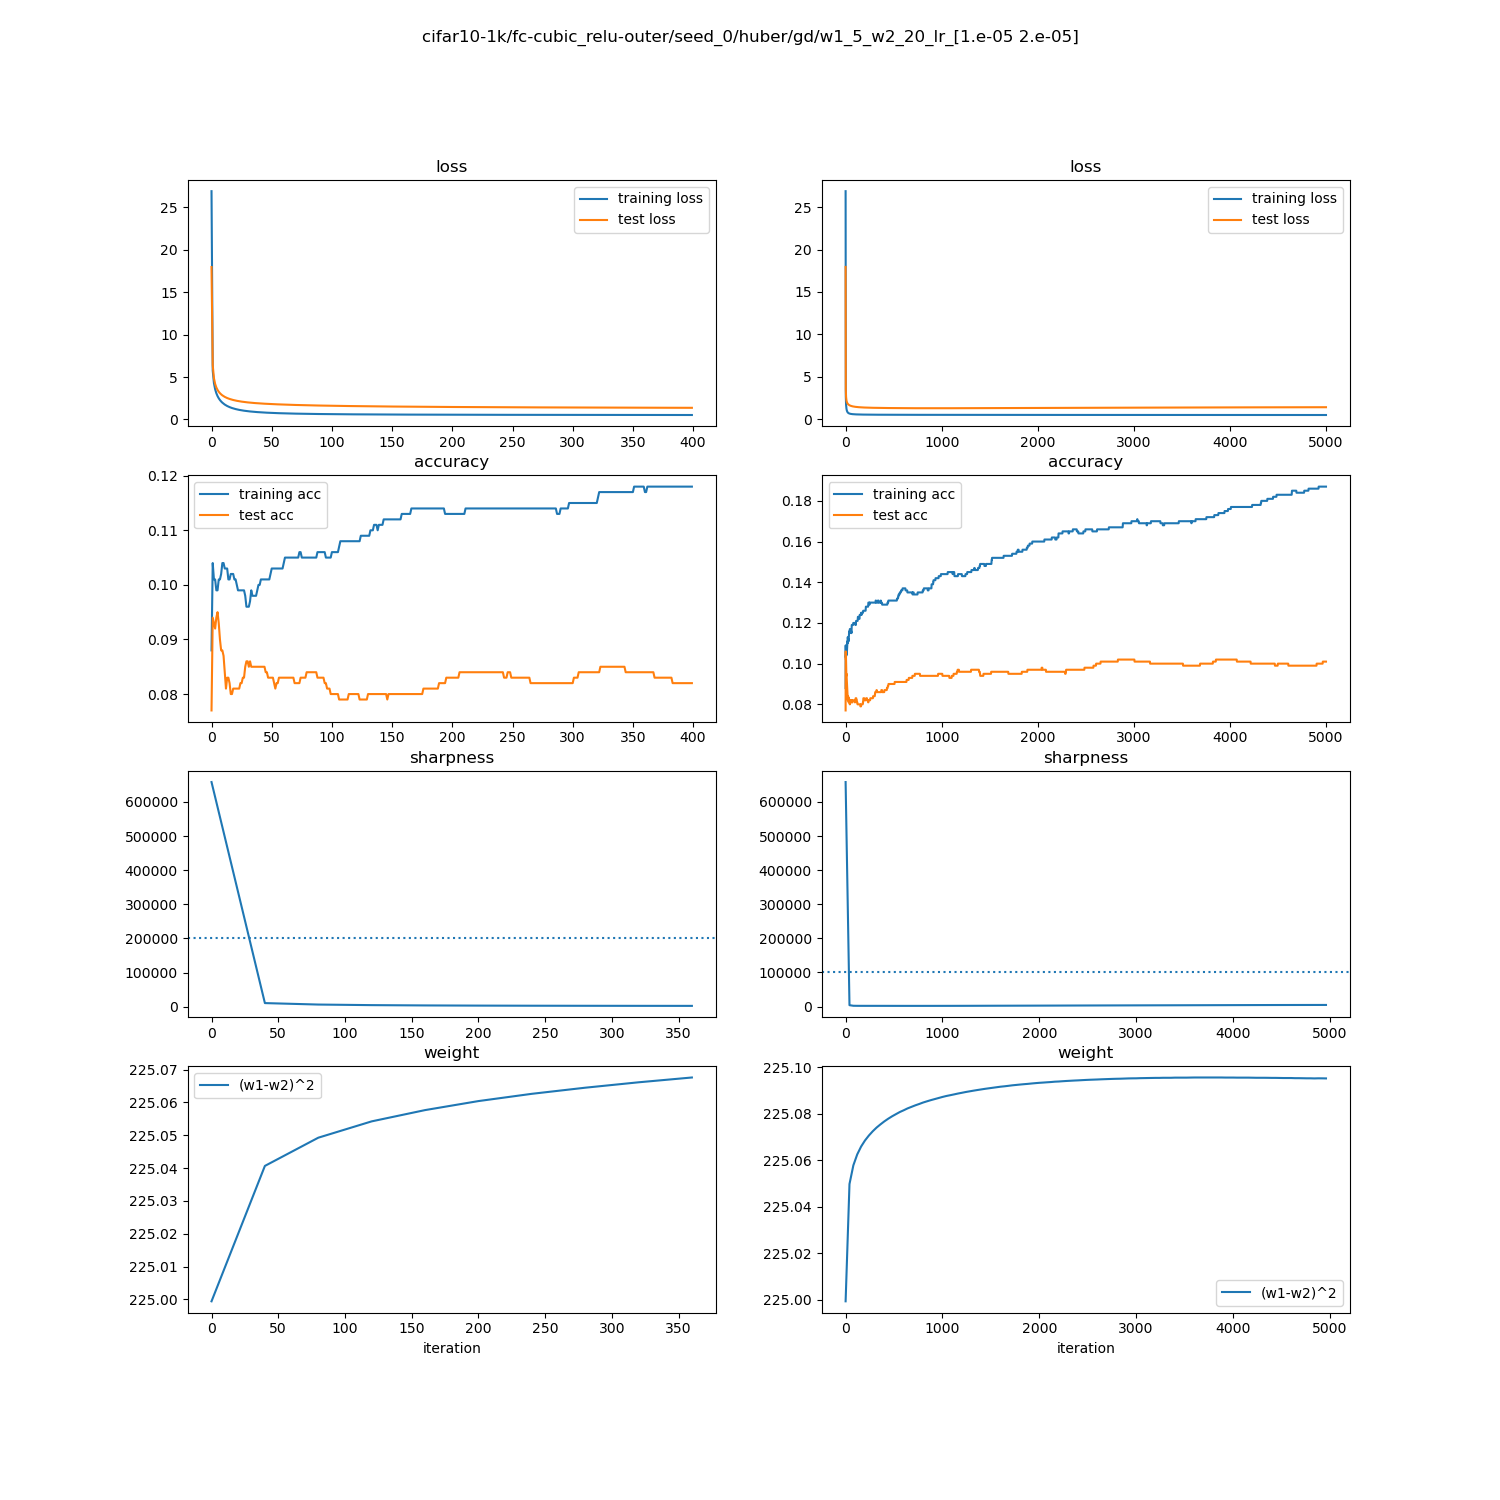 cifar10-1k/fc-cubic_relu-outer/seed_0/huber/gd/w1_5_w2_20_lr_[1.e-05 2.e-05]
loss
25
20
15
10
5
0
training loss
test loss
0 50 100 150 200 250 300 350 400
loss
25
20
15
10
5
0
training loss
test loss
0 1000 2000 3000 4000 5000
accuracy
0.12
0.11
0.10
0.09
0.08
training acc
test acc
0 50 100 150 200 250 300 350 400
accuracy
0.18
0.16
0.14
0.12
0.10
0.08
training acc
test acc
0 1000 2000 3000 4000 5000
sharpness
600000
500000
400000
300000
200000
100000
0
0 50 100 150 200 250 300 350
sharpness
600000
500000
400000
300000
200000
100000
0
0 1000 2000 3000 4000 5000
weight
225.07
225.06
225.05
225.04
225.03
225.02
225.01
225.00
(w1-w2)^2
0 50 100 150 200 250 300 350
iteration
weight
225.10
225.08
225.06
225.04
225.02
225.00
(w1-w2)^2
0 1000 2000 3000 4000 5000
iteration